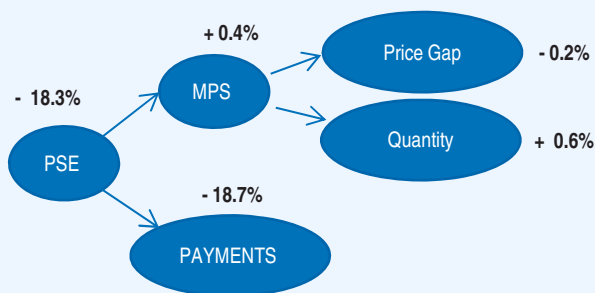 + 0.4%
Price Gap
- 0.2%
- 18.3%
MPS
PSE
Quantity
+ 0.6%
- 18.7%
PAYMENTS